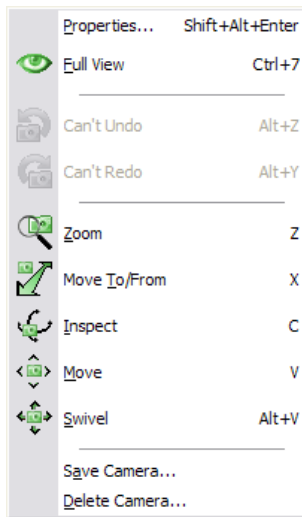 Properties... Shift+Alt+Enter
Full View Ctrl+7
Can't Undo Alt+Z
Can't Redo Alt+Y
Zoom Z
Move To/From X
Inspect C
Move V
Swivel Alt+V
Save Camera...
Delete Camera...